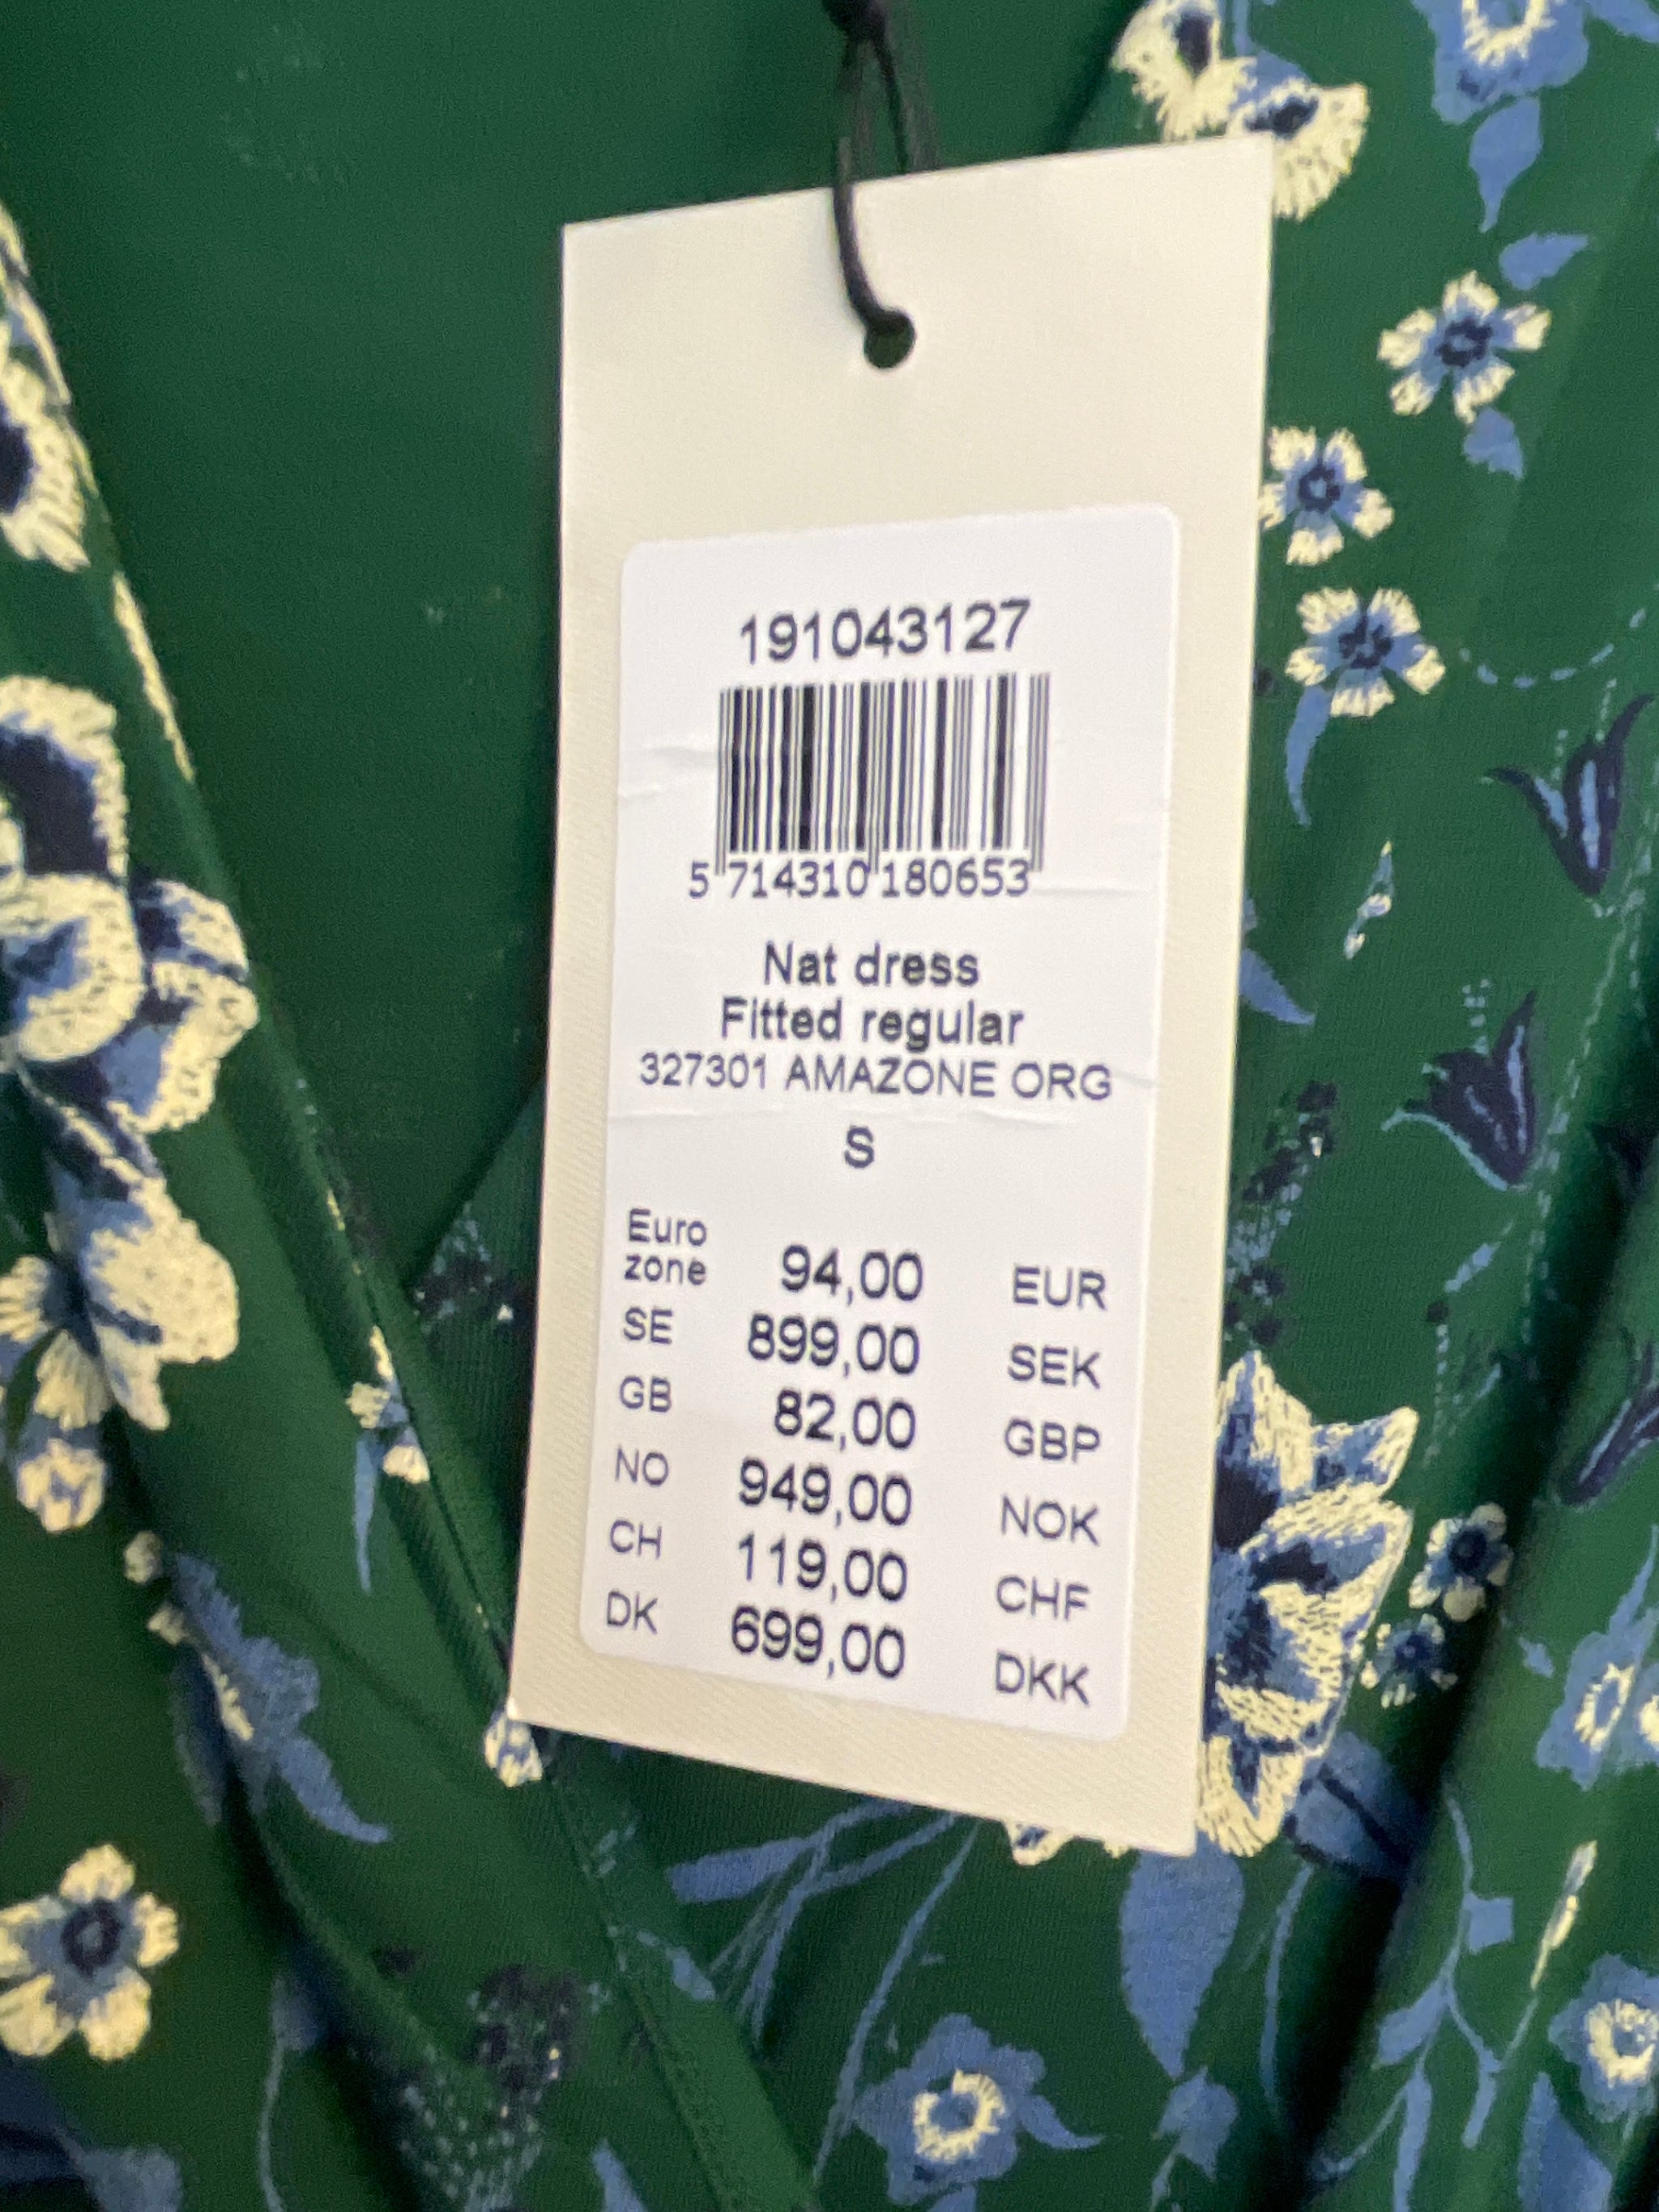 191043127
5 714310 180653
Nat dress
Fitted regular
327301 AMAZONE ORG
S
Euro zone 94,00 EUR
SE 899,00 SEK
GB 82,00 GBP
NO 949,00 NOK
CH 119,00 CHF
DK 699,00 DKK